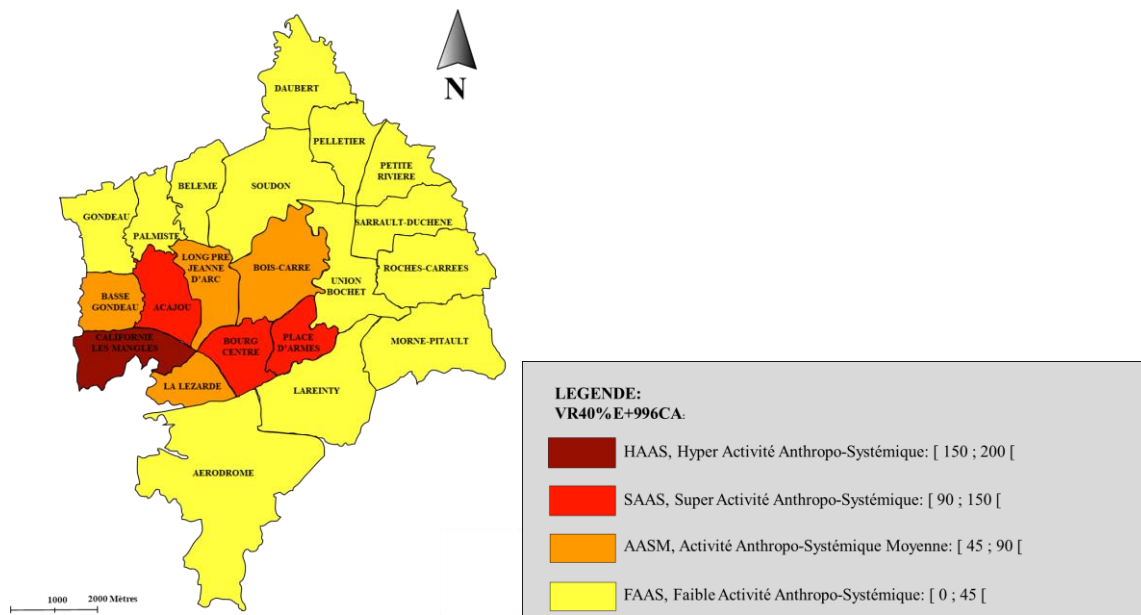 N
DAUBERT
PELLETIER
PETITE
RIVIERE
BELEME
SOUDON
GONDEAU
SARRAULT-DUCHENE
PALMISTE
LONG PRE
JEANNE
D'ARC
BOIS-CARRE
ROCHES-CARREES
UNION
BOCHET
BASSE
GONDEAU
ACAJOU
CALIFORNIE
LES MANGLES
BOURG
CENTRE
PLACE
D'ARMES
MORNE-PITAULT
LA LEZARDE
LAREINTY
AERODROME
1000 2000 Mètres
LEGENDE:
VR40%E+996CA:
HAAS, Hyper Activité Anthropo-Systémique: [ 150 ; 200 [
SAAS, Super Activité Anthropo-Systémique: [ 90 ; 150 [
AASM, Activité Anthropo-Systémique Moyenne: [ 45 ; 90 [
FAAS, Faible Activité Anthropo-Systémique: [ 0 ; 45 [